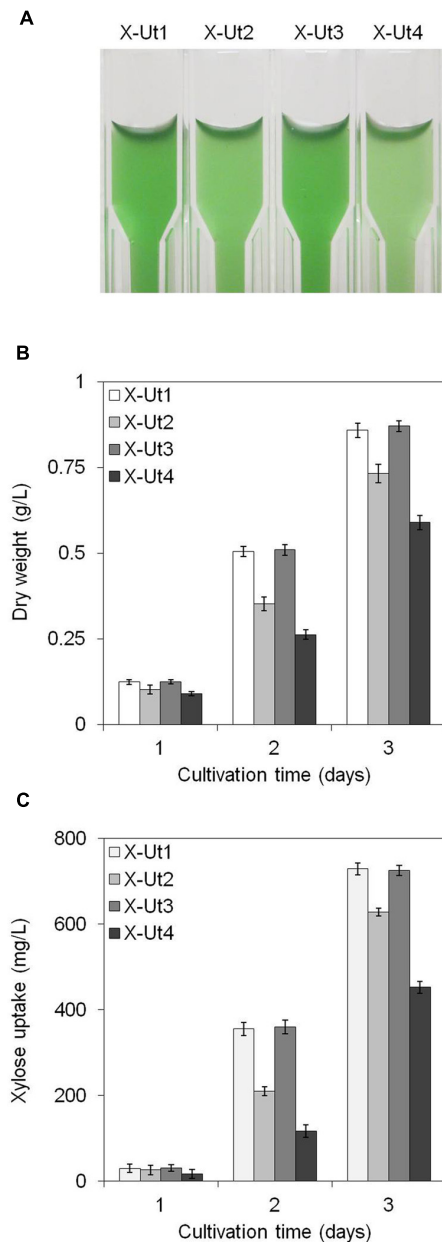 A
X-Ut1 X-Ut2 X-Ut3 X-Ut4
B
1
0.75
0.5
0.25
0
Dry weight (g/L)
X-Ut1
X-Ut2
X-Ut3
X-Ut4
1 2 3
Cultivation time (days)
C
800
600
400
200
0
Xylose uptake (mg/L)
X-Ut1
X-Ut2
X-Ut3
X-Ut4
1 2 3
Cultivation time (days)